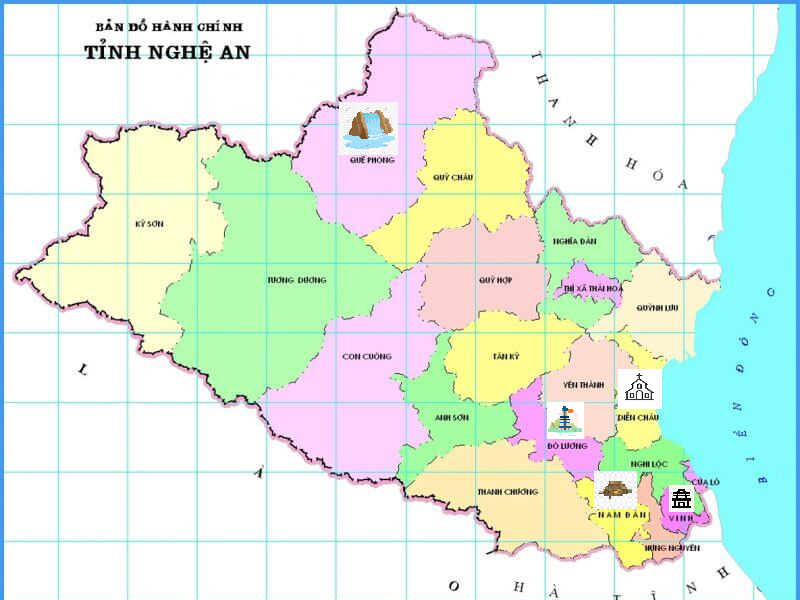 BẢN ĐỒ HÀNH CHÍNH
TỈNH NGHỆ AN
THANH HÓA
QUẾ PHONG
QUỲ CHÂU
KỲ SƠN
NGHĨA ĐÀN
TƯƠNG DƯƠNG
QUỲ HỢP
THỊ XÃ THÁI HOÀ
QUỲNH LƯU
BIỂN ĐÔNG
CON CUÔNG
TÂN KỲ
LÀO
YÊN THÀNH
ANH SƠN
DIỄN CHÂU
ĐÔ LƯƠNG
NGHI LỘC
CỬA LÒ
THANH CHƯƠNG
NAM ĐÀN
VINH
HƯNG NGUYÊN
HÀ TĨNH